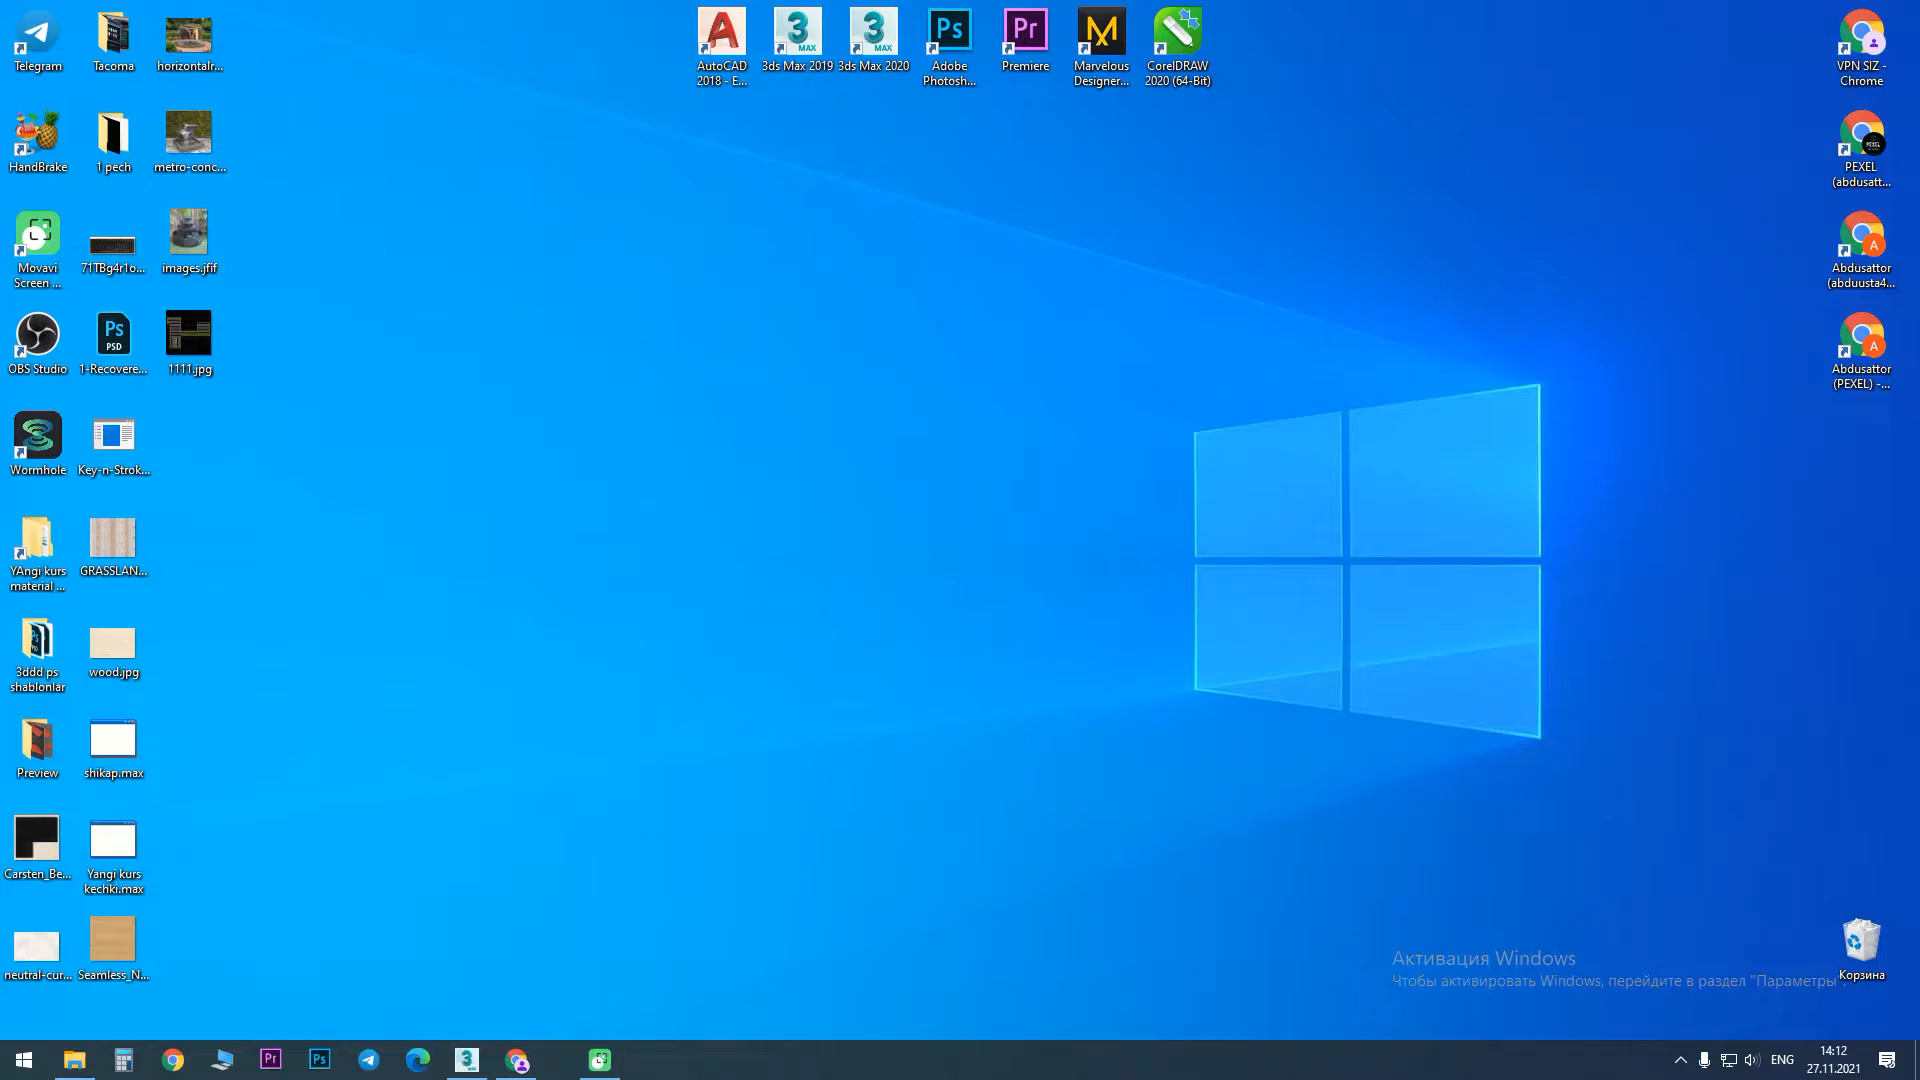 Telegram
Tacoma
horizontalr...
HandBrake
1 pech
metro-conc...
Movavi
Screen ...
71TBg4r1o...
images.jfif
OBS Studio
PSD
1-Recovere...
1111.jpg
Wormhole
Key-n-Strok...
YAngi kurs
material ...
GRASSLAN...
3ddd ps
shablonlar
wood.jpg
Preview
shikap.max
Carsten_Be...
Yangi kurs
kechki.max
neutral-cur...
Seamless_N...
AutoCAD
2018 - E...
3ds Max 2019
3ds Max 2020
Adobe
Photosh...
Premiere
Marvelous
Designer...
CorelDRAW
2020 (64-Bit)
VPN SIZ -
Chrome
PEXEL
(abdusatt...
Abdusattor
(abduusta4...
Abdusattor
(PEXEL) -...
Корзина
Активация Windows
Чтобы активировать Windows, перейдите в раздел "Параметры".
ENG
14:12
27.11.2021